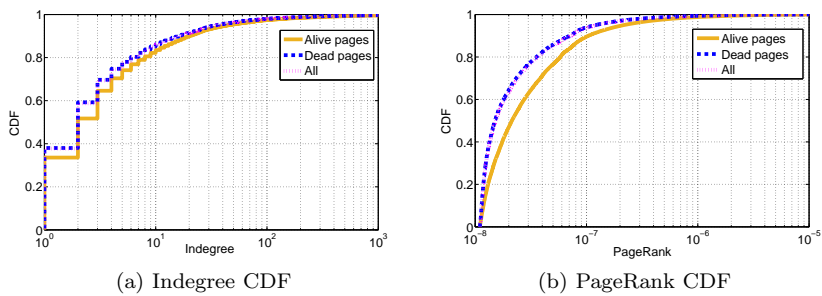 1
0.8
0.6
0.4
0.2
0
CDF
10^0
10^1
10^2
10^3
Indegree
Alive pages
Dead pages
All
(a) Indegree CDF
1
0.8
0.6
0.4
0.2
0
CDF
10^-8
10^-7
10^-6
10^-5
PageRank
Alive pages
Dead pages
All
(b) PageRank CDF